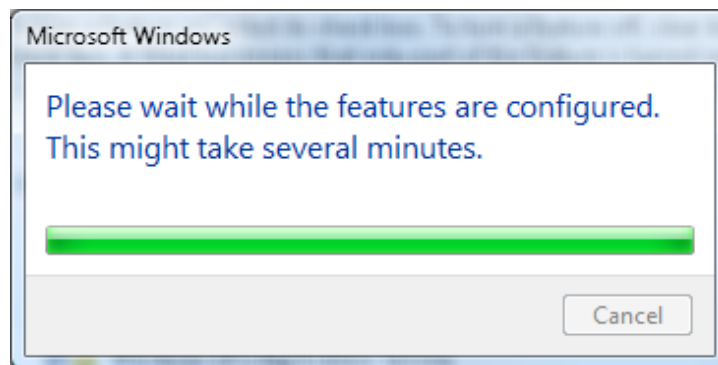 Microsoft Windows
Please wait while the features are configured.
This might take several minutes.
Cancel